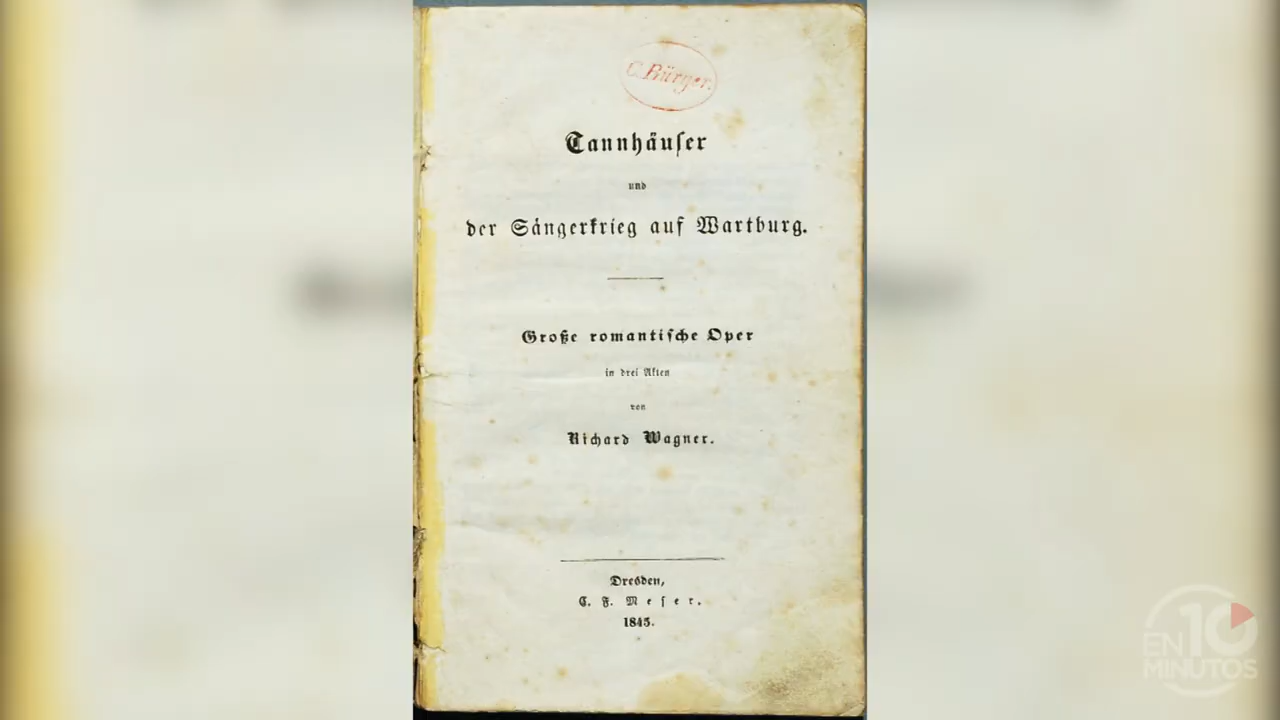 C. Bürger.
Tannhäuſer
und
der Sängerkrieg auf Wartburg.
Große romantiſche Oper
in drei Akten
von
Richard Wagner.
Dresden,
C. F. Meſer.
1845.
EN 10
MINUTOS